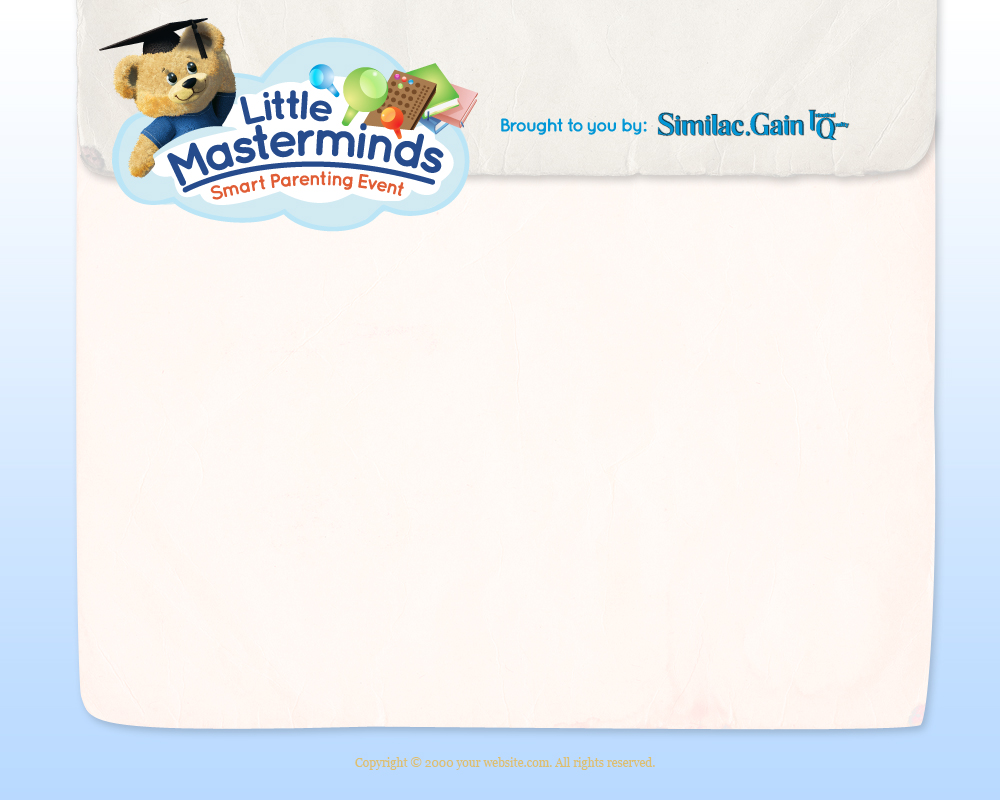 Little
Masterminds
Smart Parenting Event
Brought to you by: Similac.Gain IQ
Copyright © 2000 your website.com. All rights reserved.